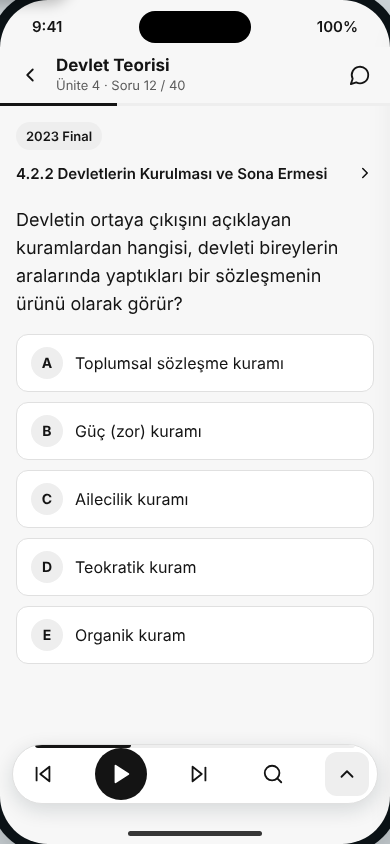 9:41
100%
Devlet Teorisi
Ünite 4 · Soru 12 / 40
2023 Final
4.2.2 Devletlerin Kurulması ve Sona Ermesi
Devletin ortaya çıkışını açıklayan
kuramlardan hangisi, devleti bireylerin
aralarında yaptıkları bir sözleşmenin
ürünü olarak görür?
A Toplumsal sözleşme kuramı
B Güç (zor) kuramı
C Ailecilik kuramı
D Teokratik kuram
E Organik kuram